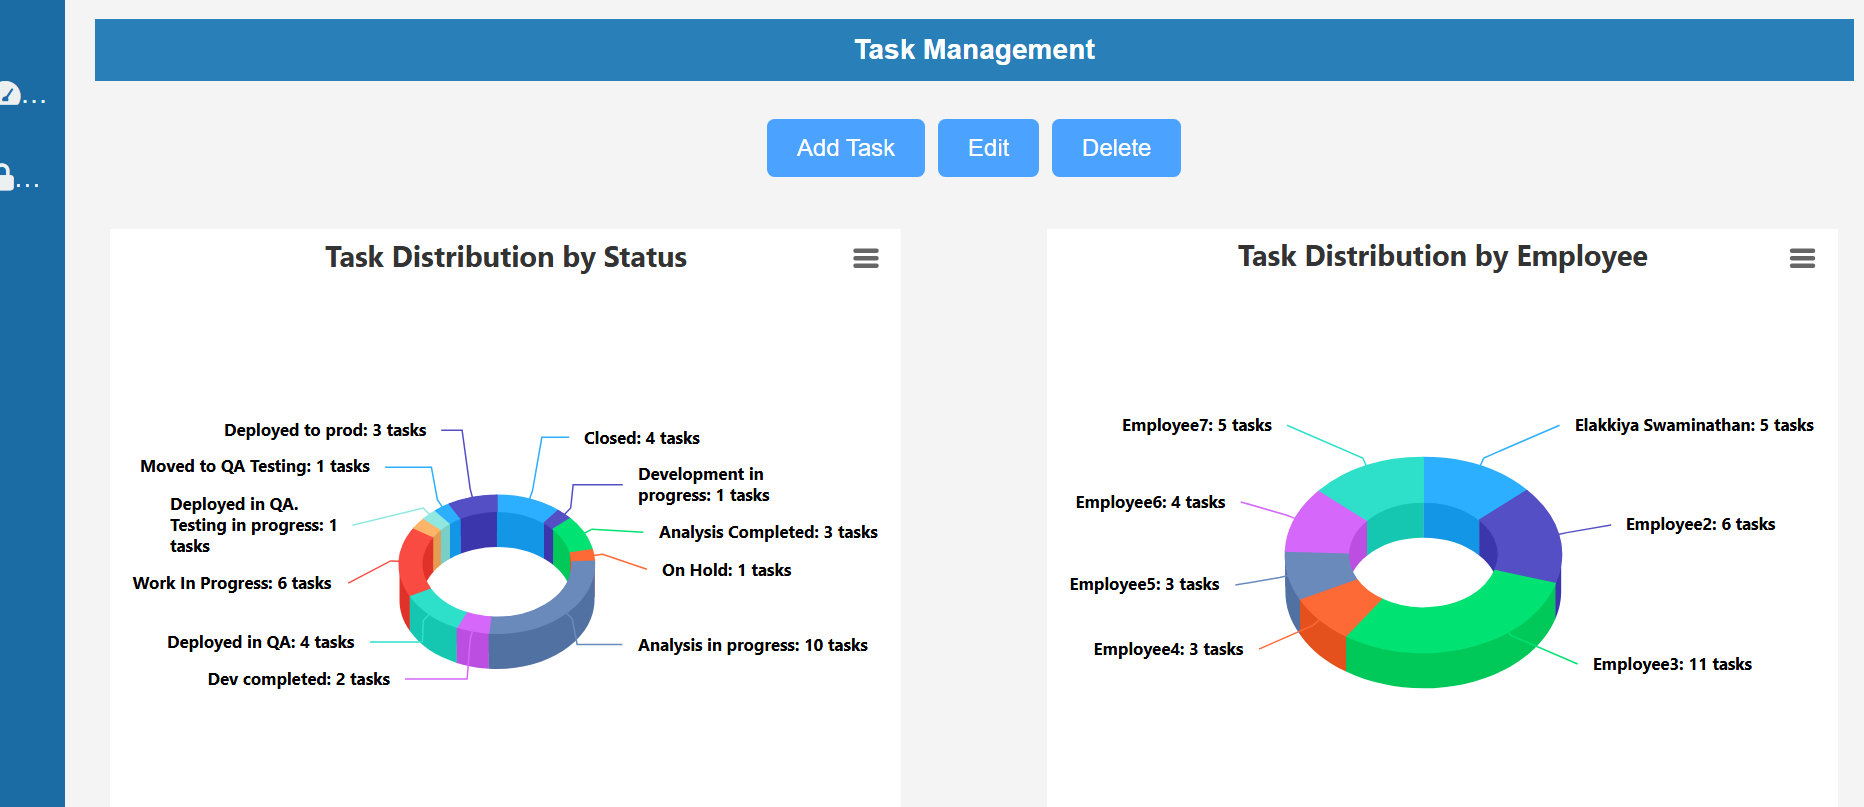 Task Management
...
...
Add Task
Edit
Delete
Task Distribution by Status
Deployed to prod: 3 tasks
Closed: 4 tasks
Moved to QA Testing: 1 tasks
Development in
progress: 1 tasks
Deployed in QA.
Testing in progress: 1
tasks
Analysis Completed: 3 tasks
On Hold: 1 tasks
Work In Progress: 6 tasks
Deployed in QA: 4 tasks
Analysis in progress: 10 tasks
Dev completed: 2 tasks
Task Distribution by Employee
Employee7: 5 tasks
Elakkiya Swaminathan: 5 tasks
Employee6: 4 tasks
Employee2: 6 tasks
Employee5: 3 tasks
Employee4: 3 tasks
Employee3: 11 tasks